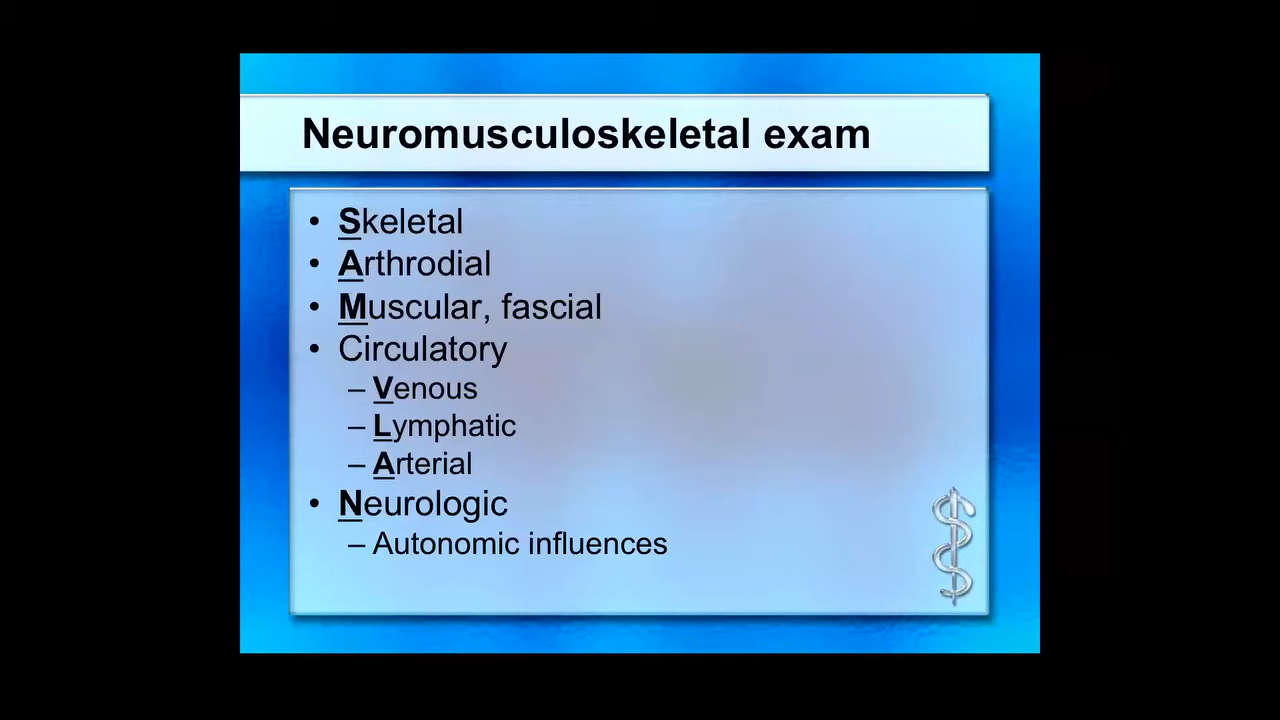 Neuromusculoskeletal exam
• Skeletal
• Arthrodial
• Muscular, fascial
• Circulatory
– Venous
– Lymphatic
– Arterial
• Neurologic
– Autonomic influences